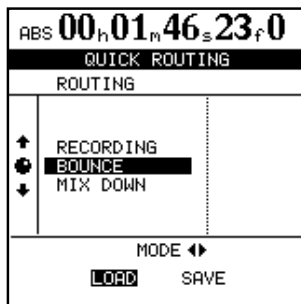 ABS 00h01m46s23f0
QUICK ROUTING
ROUTING
RECORDING
BOUNCE
MIX DOWN
MODE
LOAD SAVE